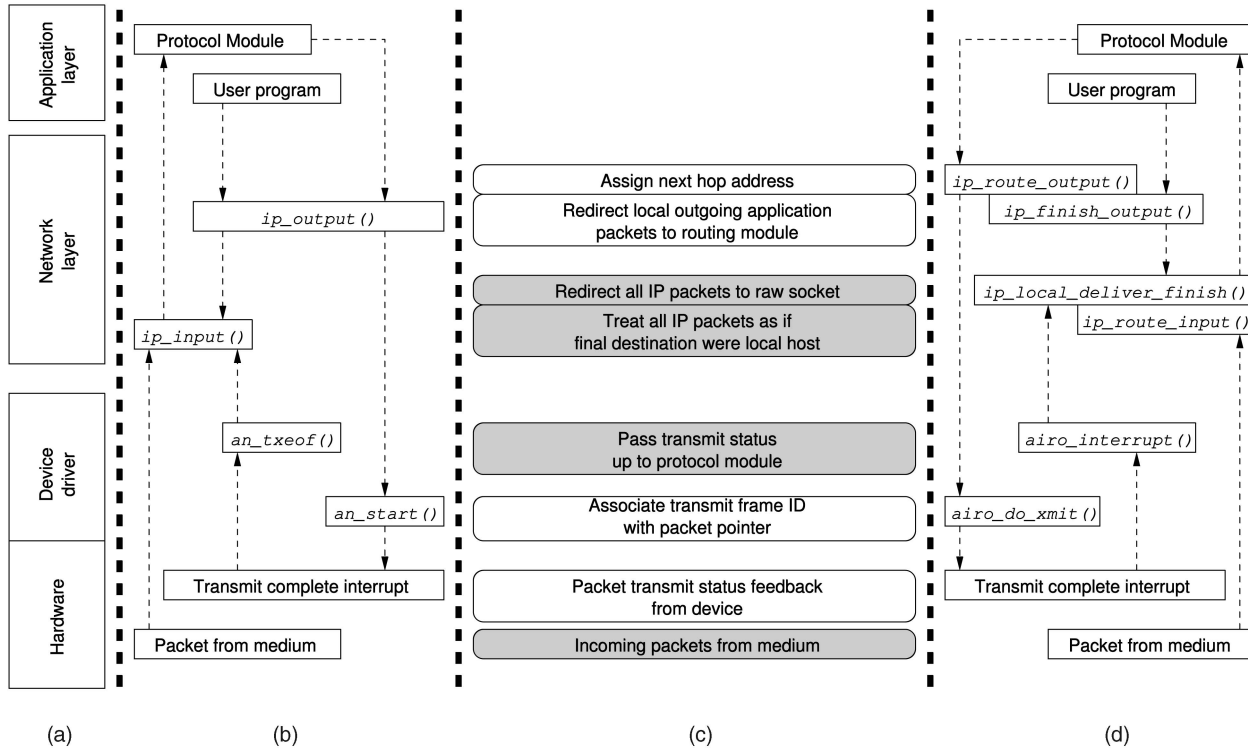 Application
layer
Network
layer
Device
driver
Hardware
(a)
Protocol Module
User program
ip_output()
ip_input()
an_txeof()
an_start()
Transmit complete interrupt
Packet from medium
(b)
Assign next hop address
Redirect local outgoing application
packets to routing module
Redirect all IP packets to raw socket
Treat all IP packets as if
final destination were local host
Pass transmit status
up to protocol module
Associate transmit frame ID
with packet pointer
Packet transmit status feedback
from device
Incoming packets from medium
(c)
Protocol Module
User program
ip_route_output()
ip_finish_output()
ip_local_deliver_finish()
ip_route_input()
airo_interrupt()
airo_do_xmit()
Transmit complete interrupt
Packet from medium
(d)